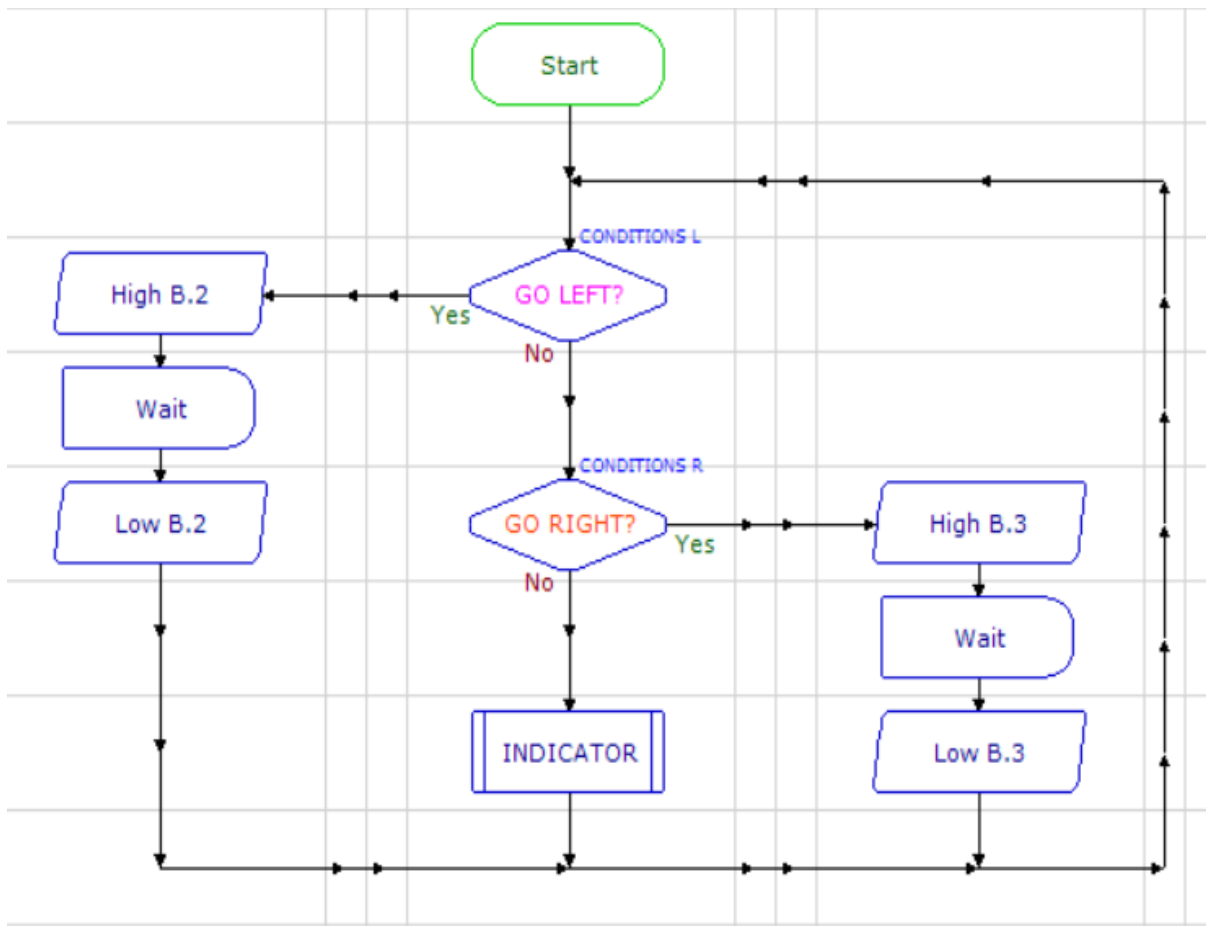 Start
CONDITIONS L
GO LEFT?
Yes
No
High B.2
Wait
Low B.2
CONDITIONS R
GO RIGHT?
Yes
No
High B.3
Wait
Low B.3
INDICATOR